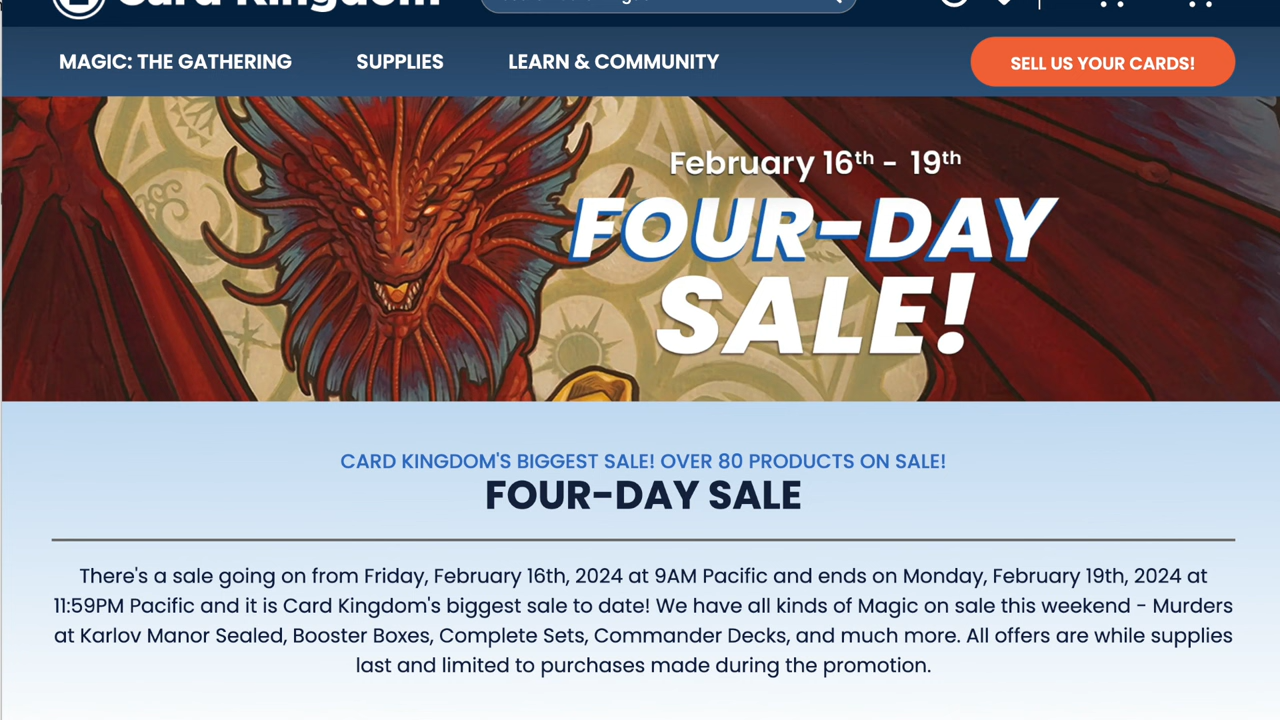 Card Kingdom
MAGIC: THE GATHERING
SUPPLIES
LEARN & COMMUNITY
SELL US YOUR CARDS!
February 16th - 19th
FOUR-DAY
SALE!
CARD KINGDOM'S BIGGEST SALE! OVER 80 PRODUCTS ON SALE!
FOUR-DAY SALE
There's a sale going on from Friday, February 16th, 2024 at 9AM Pacific and ends on Monday, February 19th, 2024 at
11:59PM Pacific and it is Card Kingdom's biggest sale to date! We have all kinds of Magic on sale this weekend - Murders
at Karlov Manor Sealed, Booster Boxes, Complete Sets, Commander Decks, and much more. All offers are while supplies
last and limited to purchases made during the promotion.